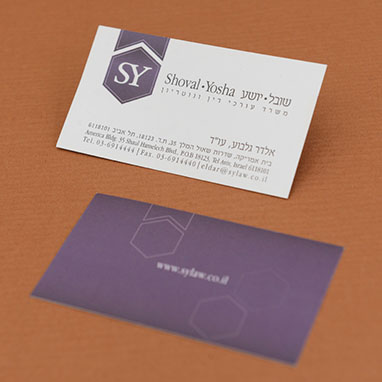 SY
Shoval • Yosha שובל • יושע
משרד עורכי דין ונוטריון
אלדר גלבוע, עו"ד
בית אמריקה, שדרות שאול המלך 35, ת.ד. 18123, תל אביב 6118101
America Bldg. 35 Shaul Hamelech Blvd., P.O.B 18123, Tel Aviv, Israel 6118101
Tel. 03-6914444 | Fax. 03-6914440 | eldar@sylaw.co.il
www.sylaw.co.il